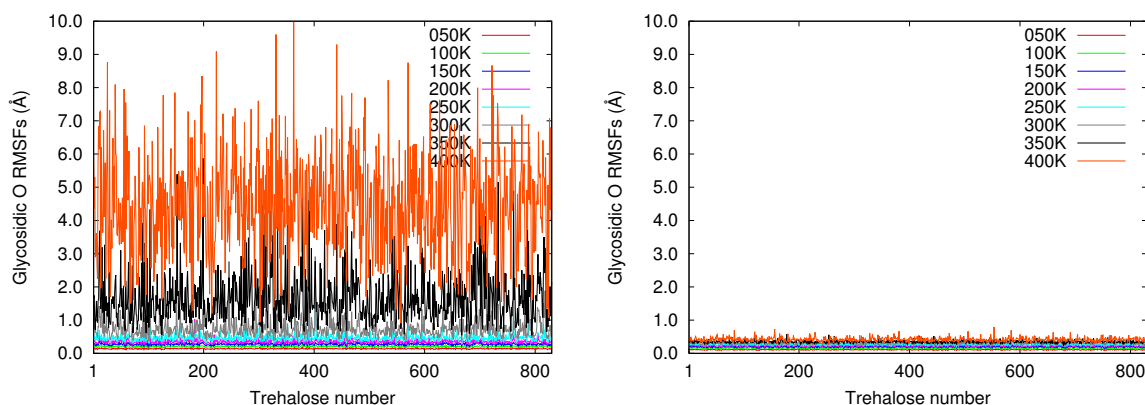 Glycosidic O RMSFs (Å)
10.0
9.0
8.0
7.0
6.0
5.0
4.0
3.0
2.0
1.0
0.0
050K
100K
150K
200K
250K
300K
350K
400K
1 200 400 600 800
Trehalose number
Glycosidic O RMSFs (Å)
10.0
9.0
8.0
7.0
6.0
5.0
4.0
3.0
2.0
1.0
0.0
050K
100K
150K
200K
250K
300K
350K
400K
1 200 400 600 800
Trehalose number